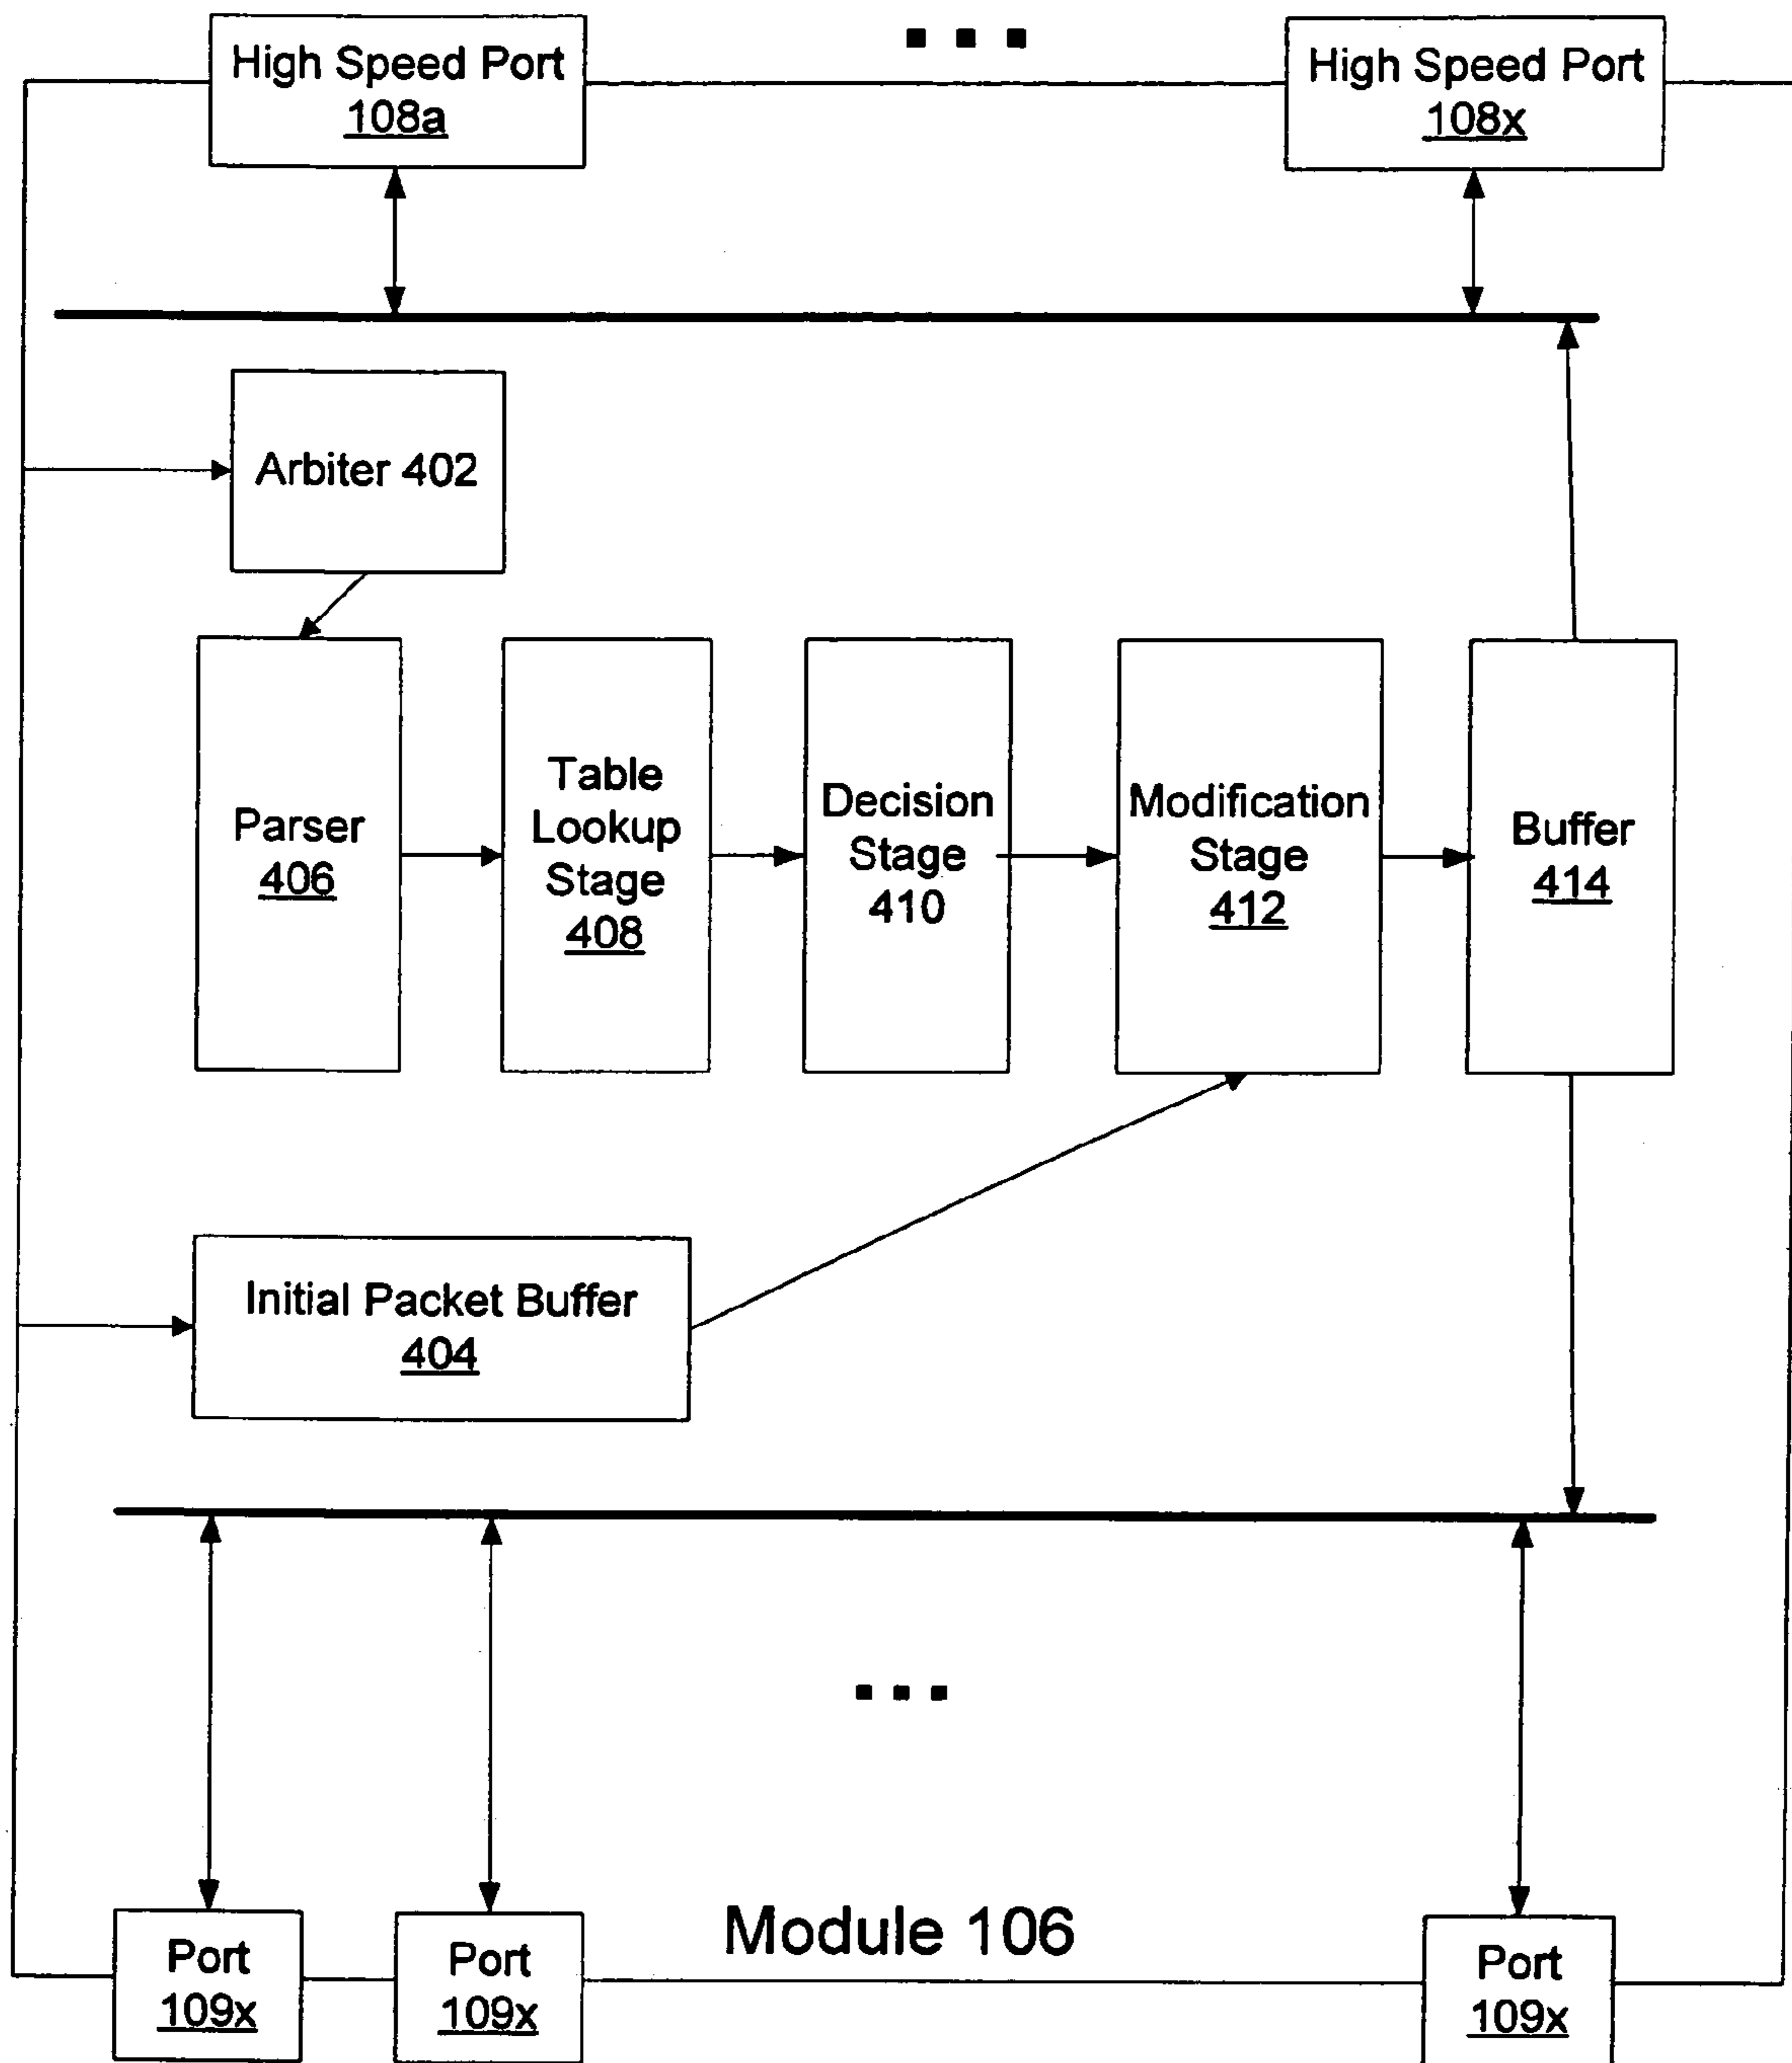 High Speed Port
108a
High Speed Port
108x
Arbiter 402
Parser
406
Table
Lookup
Stage
408
Decision
Stage
410
Modification
Stage
412
Buffer
414
Initial Packet Buffer
404
Module 106
Port
109x
Port
109x
Port
109x